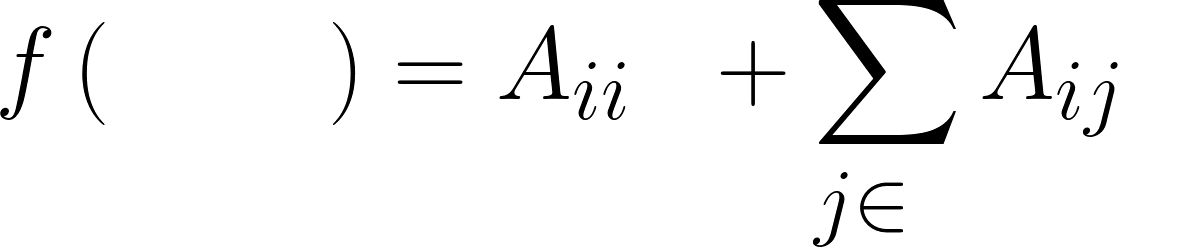 f ( ) = A_{ii} + \sum_{j \in} A_{ij}